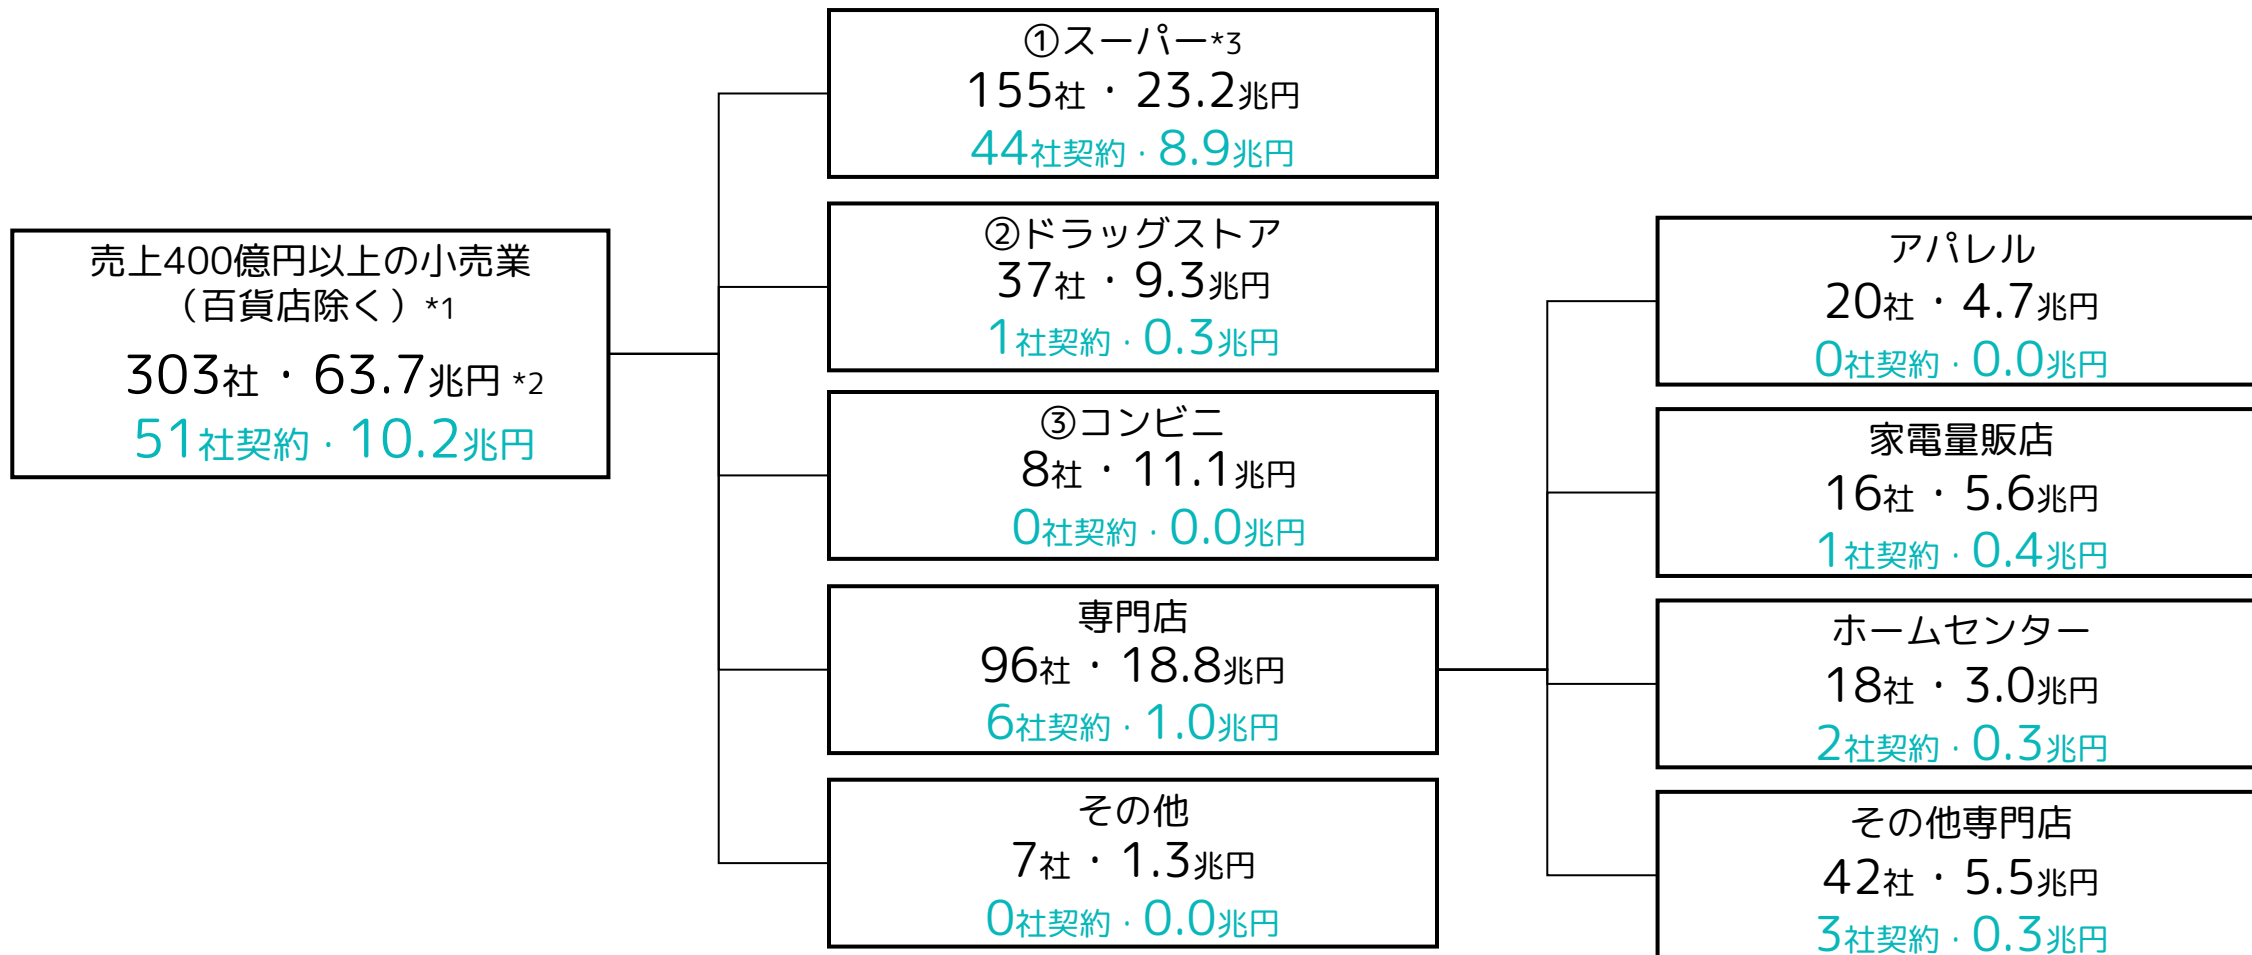 売上400億円以上の小売業
（百貨店除く）*1
303社・63.7兆円 *2
51社契約・10.2兆円
①スーパー*3
155社・23.2兆円
44社契約・8.9兆円
②ドラッグストア
37社・9.3兆円
1社契約・0.3兆円
③コンビニ
8社・11.1兆円
0社契約・0.0兆円
専門店
96社・18.8兆円
6社契約・1.0兆円
その他
7社・1.3兆円
0社契約・0.0兆円
アパレル
20社・4.7兆円
0社契約・0.0兆円
家電量販店
16社・5.6兆円
1社契約・0.4兆円
ホームセンター
18社・3.0兆円
2社契約・0.3兆円
その他専門店
42社・5.5兆円
3社契約・0.3兆円